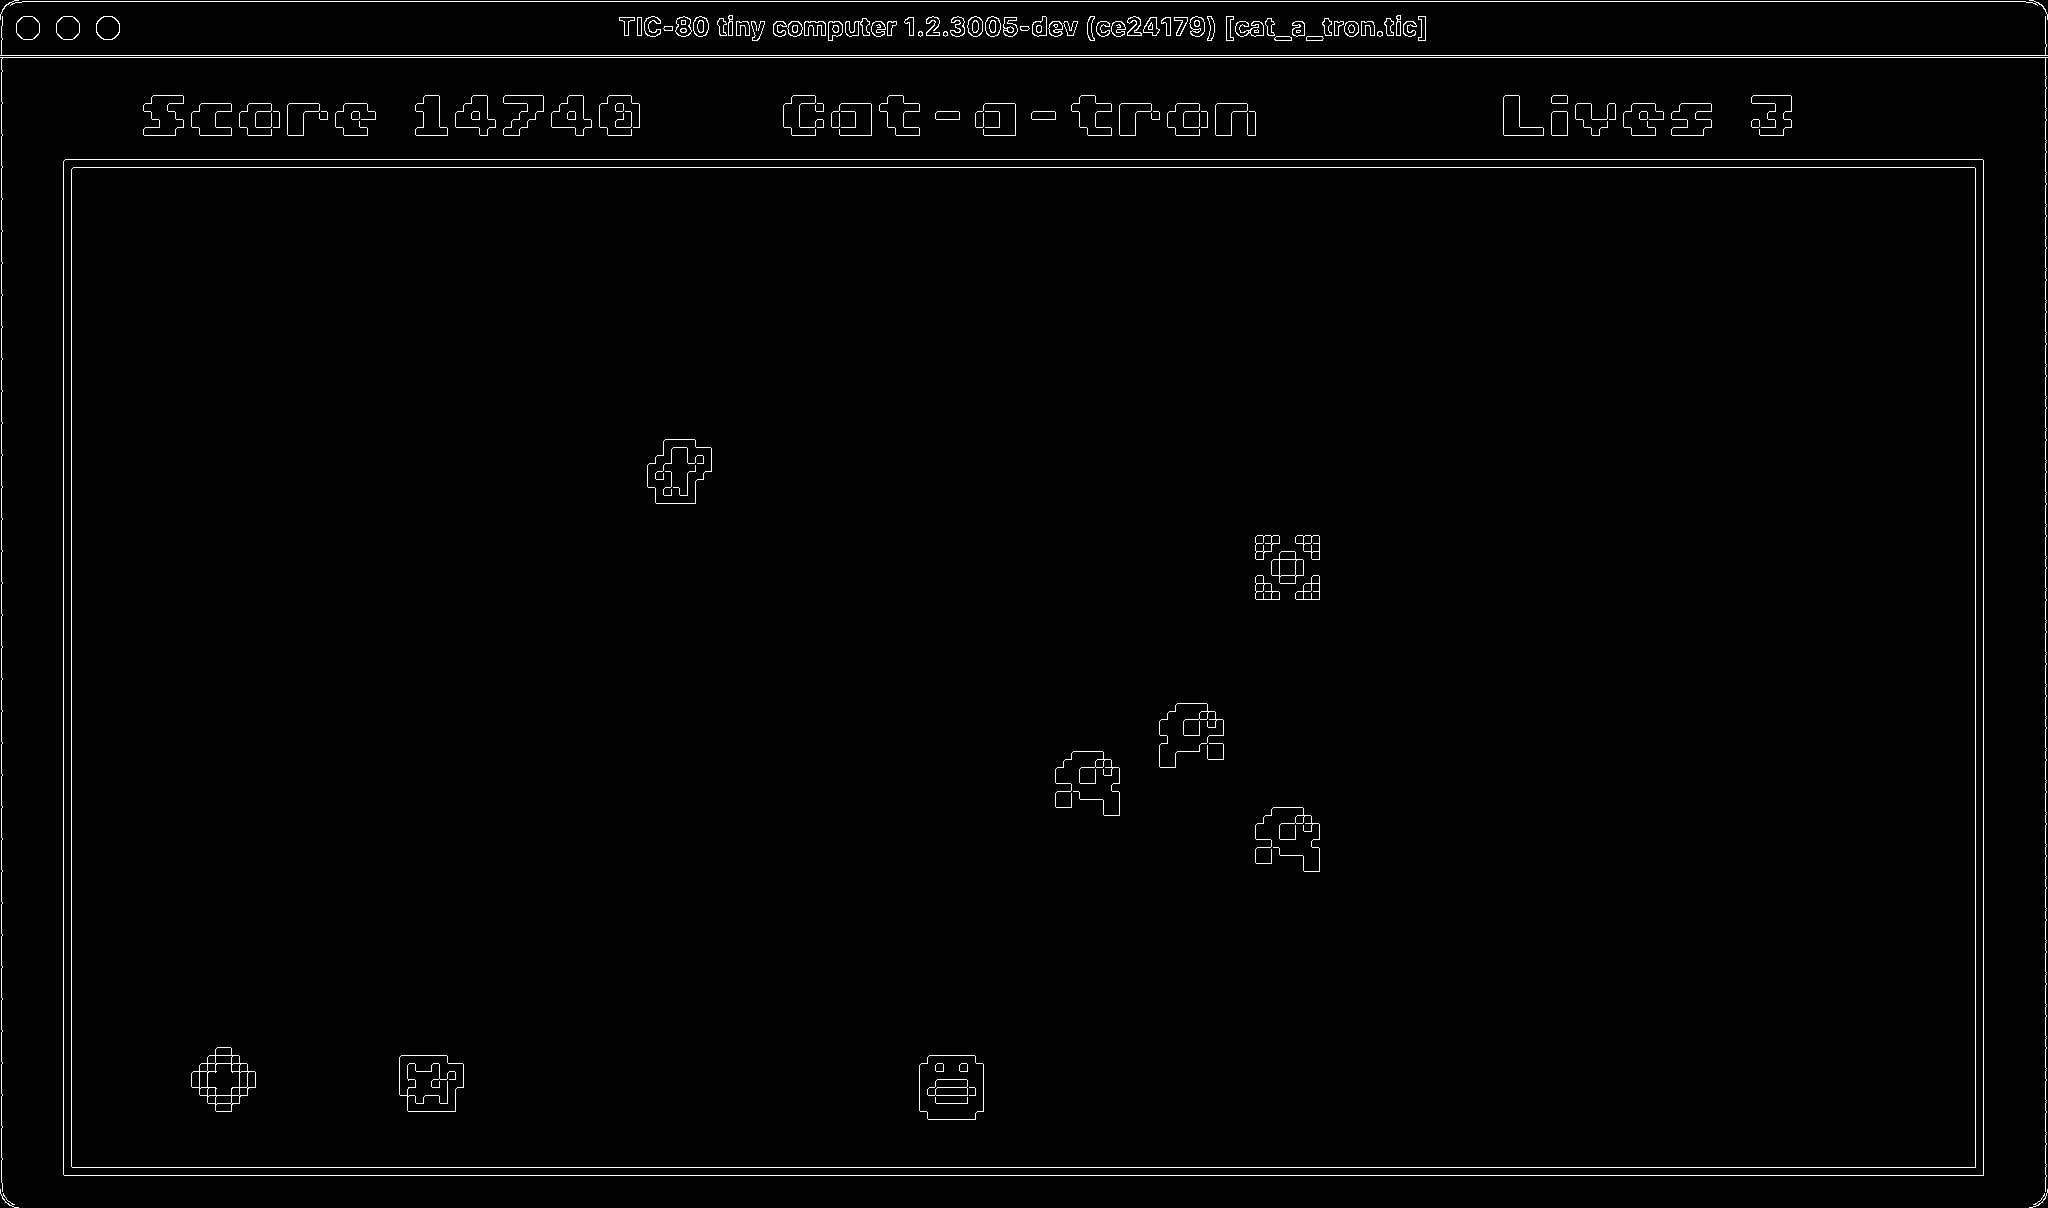 TIC-80 tiny computer 1.2.3005-dev (ce24179) [cat_a_tron.tic]
Score 14740 Cat-a-tron Lives 3